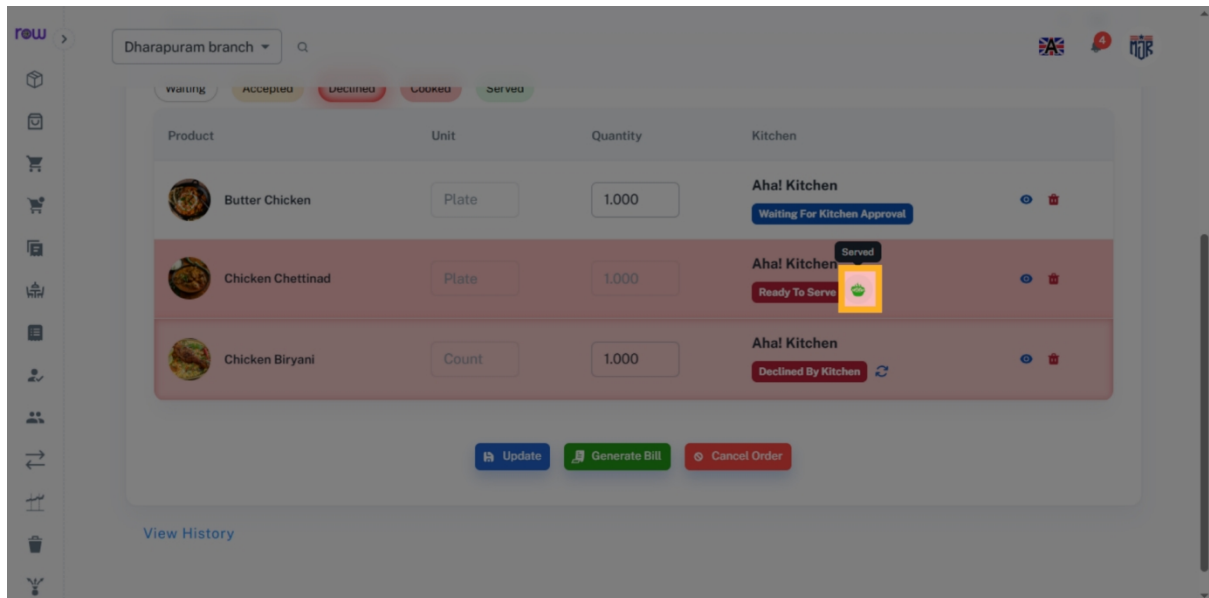 row
Dharapuram branch
4
MJR
Waiting Accepted Declined Cooked Served
Product Unit Quantity Kitchen
Butter Chicken Plate 1.000 Aha! Kitchen
Waiting For Kitchen Approval
Served
Chicken Chettinad Plate 1.000 Aha! Kitchen
Ready To Serve
Chicken Biryani Count 1.000 Aha! Kitchen
Declined By Kitchen
Update Generate Bill Cancel Order
View History